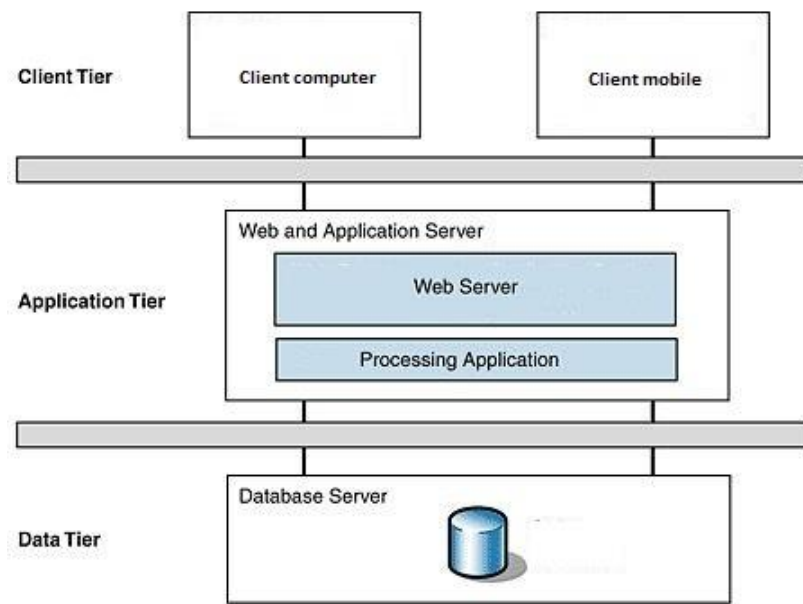 Client Tier
Client computer
Client mobile
Web and Application Server
Web Server
Application Tier
Processing Application
Database Server
Data Tier